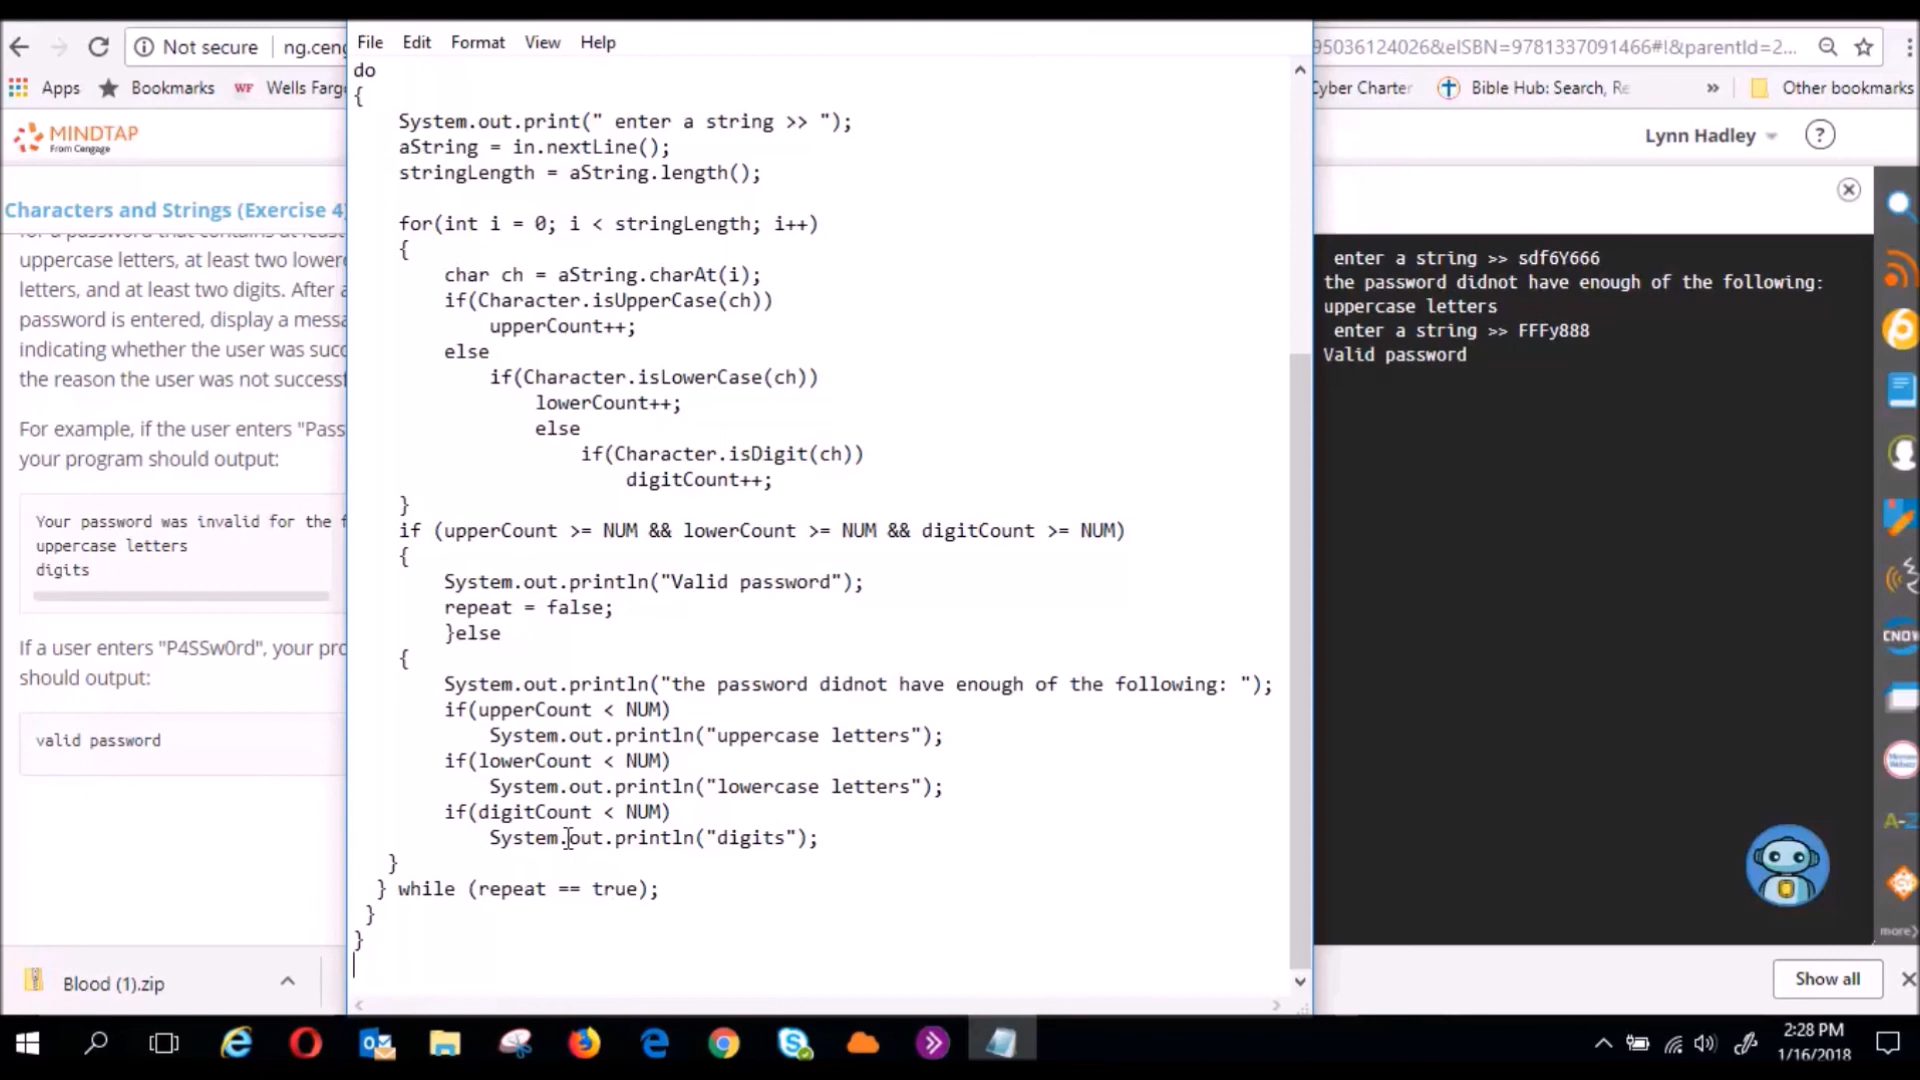 Not secure
ng.ceng
95036124026&eISBN=9781337091466#!&parentId=2...
Apps
Bookmarks
WF Wells Farg
Cyber Charter
Bible Hub: Search, Re
»
Other bookmarks
MINDTAP
From Cengage
Lynn Hadley
?
Characters and Strings (Exercise 4)
uppercase letters, at least two lower
letters, and at least two digits. After a
password is entered, display a messa
indicating whether the user was succ
the reason the user was not successf
For example, if the user enters "Pass
your program should output:
Your password was invalid for the f
uppercase letters
digits
If a user enters "P4SSw0rd", your pro
should output:
valid password
File Edit Format View Help
do
{
System.out.print(" enter a string >> ");
aString = in.nextLine();
stringLength = aString.length();
for(int i = 0; i < stringLength; i++)
{
char ch = aString.charAt(i);
if(Character.isUpperCase(ch))
upperCount++;
else
if(Character.isLowerCase(ch))
lowerCount++;
else
if(Character.isDigit(ch))
digitCount++;
}
if (upperCount >= NUM && lowerCount >= NUM && digitCount >= NUM)
{
System.out.println("Valid password");
repeat = false;
}else
{
System.out.println("the password didnot have enough of the following: ");
if(upperCount < NUM)
System.out.println("uppercase letters");
if(lowerCount < NUM)
System.out.println("lowercase letters");
if(digitCount < NUM)
System.out.println("digits");
}
} while (repeat == true);
}
}
enter a string >> sdf6Y666
the password didnot have enough of the following:
uppercase letters
enter a string >> FFFy888
Valid password
CNOW
A-Z
more>
Blood (1).zip
Show all
2:28 PM
1/16/2018